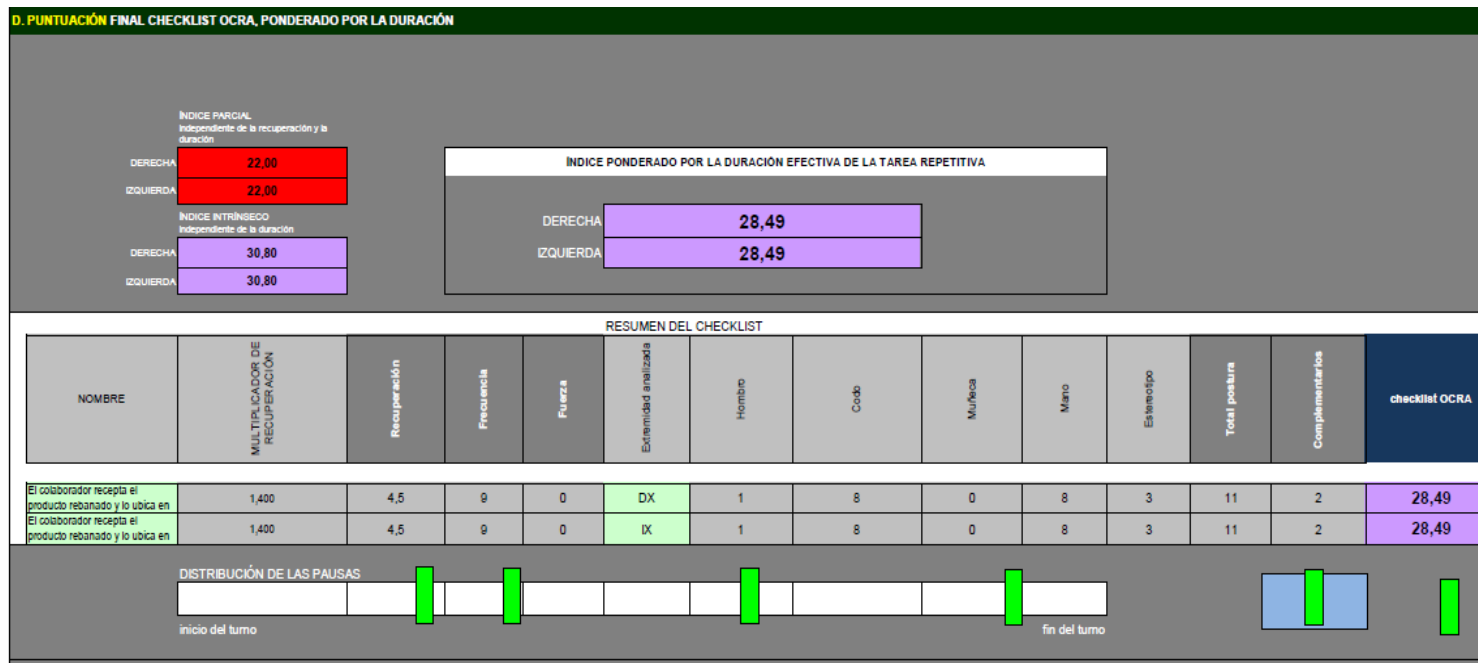 D. PUNTUACIÓN FINAL CHECKLIST OCRA, PONDERADO POR LA DURACIÓN
ÍNDICE PARCIAL
Independiente de la recuperación y la
duración
DERECHA 22,00
IZQUIERDA 22,00
ÍNDICE INTRÍNSECO
Independiente de la duración
DERECHA 30,80
IZQUIERDA 30,80
ÍNDICE PONDERADO POR LA DURACIÓN EFECTIVA DE LA TAREA REPETITIVA
DERECHA 28,49
IZQUIERDA 28,49
RESUMEN DEL CHECKLIST
NOMBRE
MULTIPLICADOR DE
RECUPERACIÓN
Recuperación
Frecuencia
Fuerza
Extremidad analizada
Hombro
Codo
Muñeca
Mano
Estereotipo
Total postura
Complementarios
checklist OCRA
El colaborador recepta el
producto rebanado y lo ubica en
1,400 4,5 9 0 DX 1 8 0 8 3 11 2 28,49
El colaborador recepta el
producto rebanado y lo ubica en
1,400 4,5 9 0 IX 1 8 0 8 3 11 2 28,49
DISTRIBUCIÓN DE LAS PAUSAS
inicio del turno
fin del turno